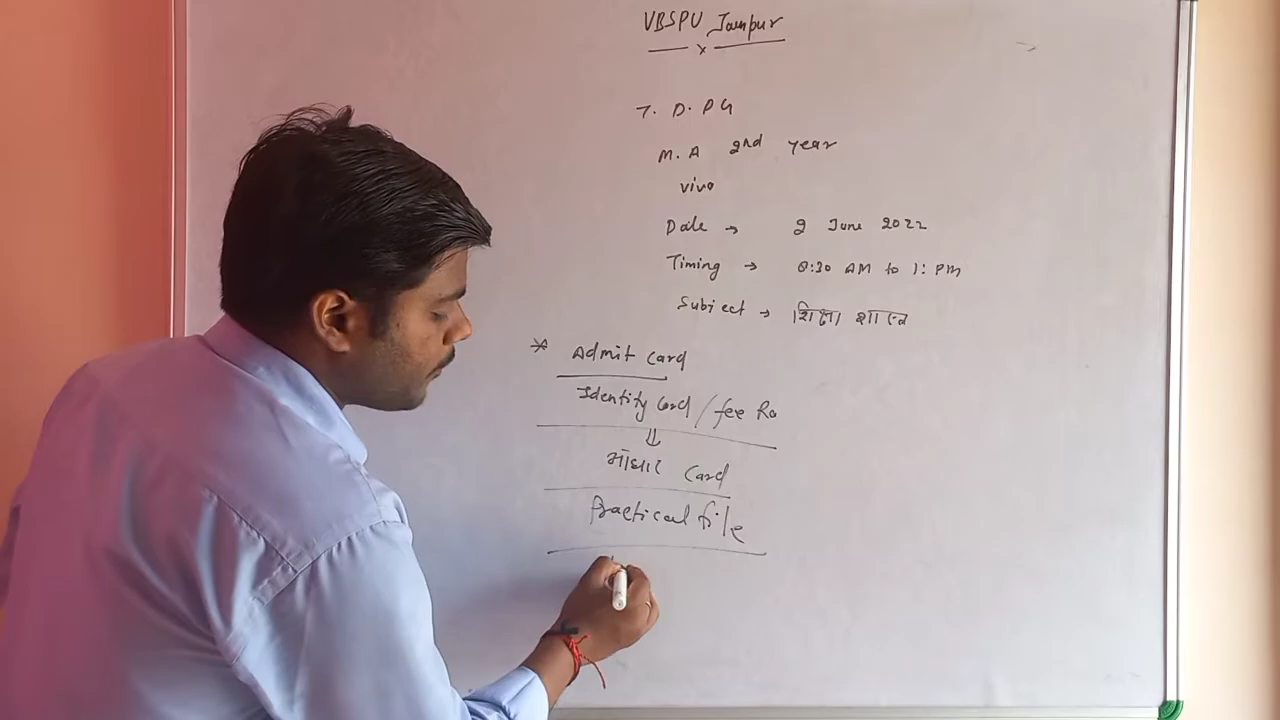 VBSPU Jaunpur
T. D. PG
M. A 2nd year
viva
Date → 2 June 2022
Timing → 8:30 AM to 1: PM
Subject → शिक्षा शास्त्र
* Admit Card
Identity Card / fee Ra
⇓
आधार Card
Practical file